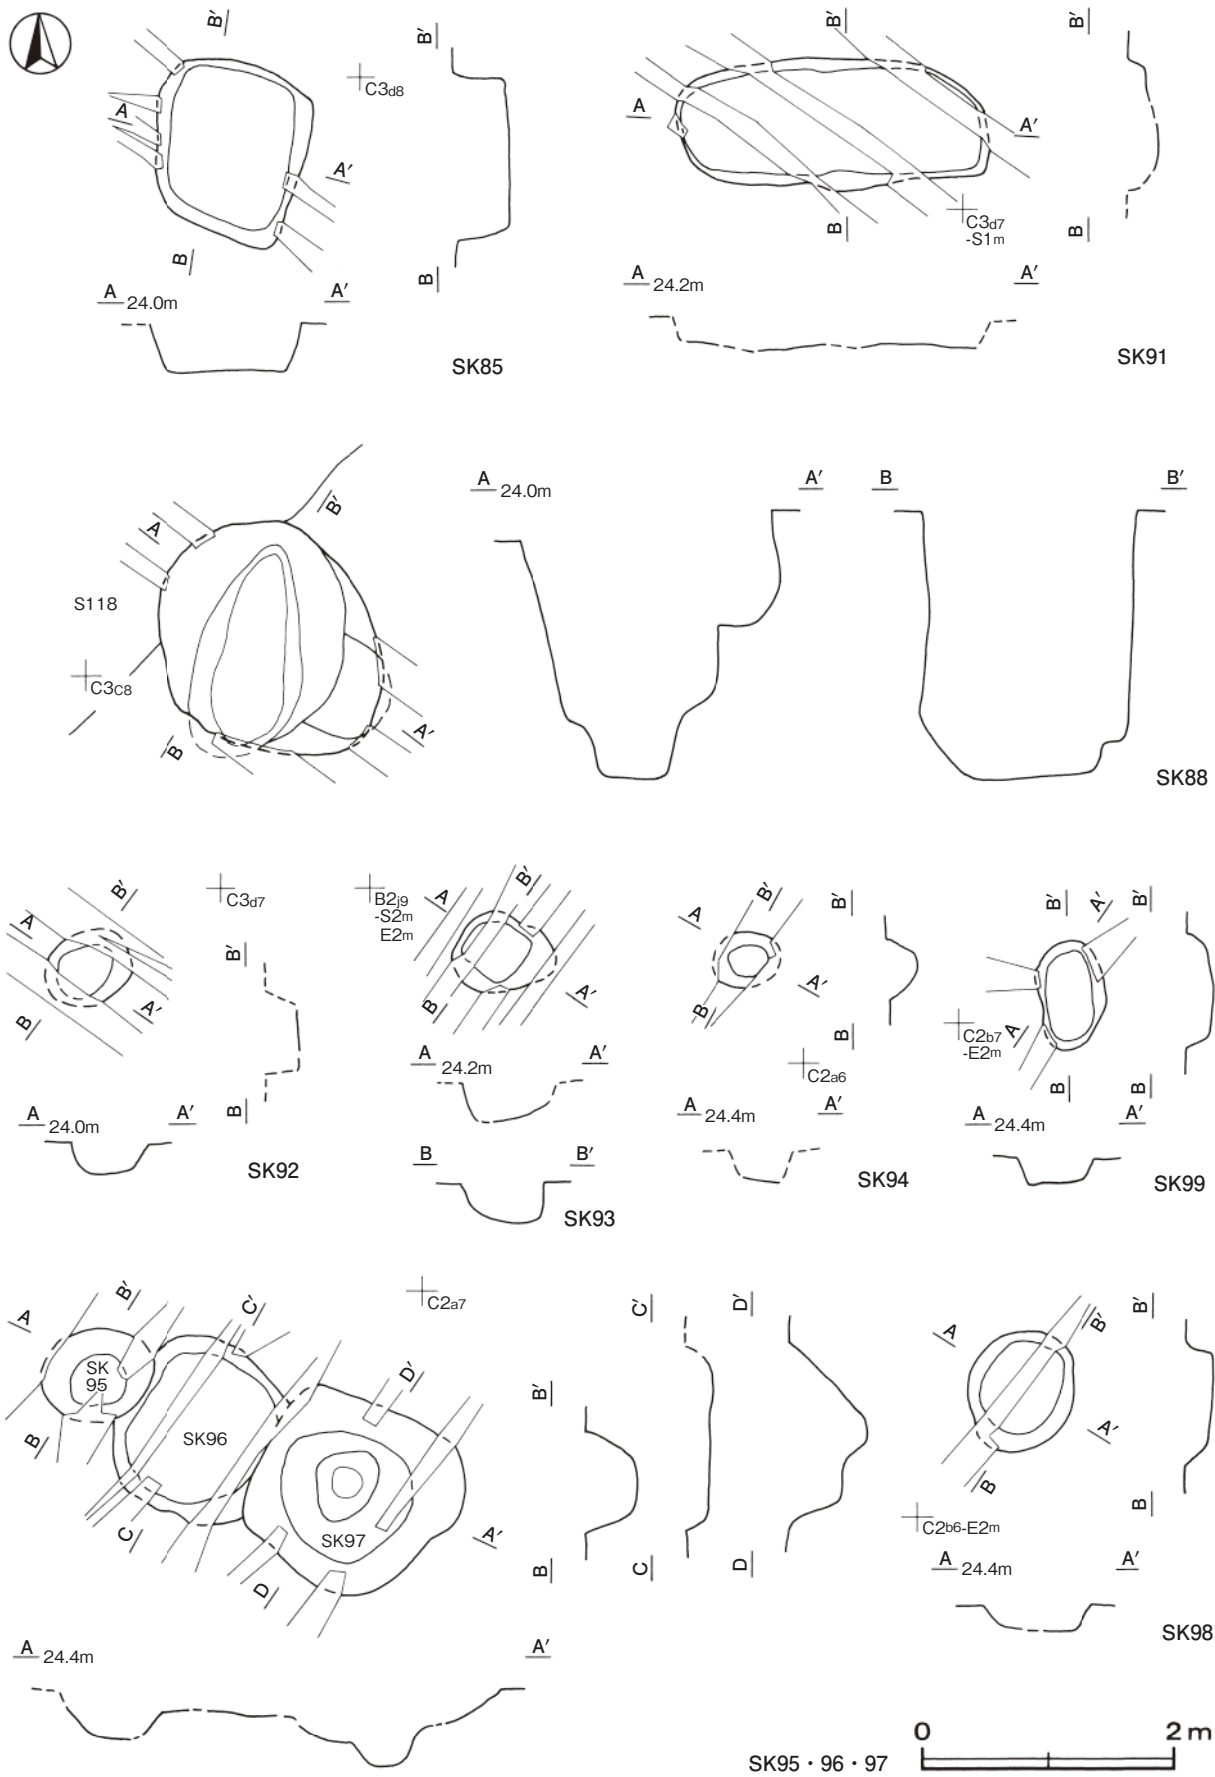 B′
B′
C3d8
A
A′
B
B
A 24.0m
A′
SK85
B′
B′
A
A′
C3d7
-S1m
B
B
A 24.2m
A′
SK91
B′
A
S118
C3C8
A′
B
A 24.0m
A′
B
B′
SK88
B′
C3d7
A
B′
A′
B
B
A 24.0m
A′
SK92
B2j9
-S2m
E2m
A
B′
A′
B
A 24.2m
A′
B
B′
SK93
A
B′
B′
A′
B
B
C2a6
A 24.4m
A′
SK94
B′
A′
B′
C2b7
-E2m
A
B
B
A 24.4m
A′
SK99
A
B′
C′
C2a7
SK
95
SK96
SK97
D′
B
C
D
A′
B′
C′
D′
B
C
D
A 24.4m
A′
SK95・96・97
A
B′
B′
A′
B
B
C2b6-E2m
A 24.4m
A′
SK98
0 2m